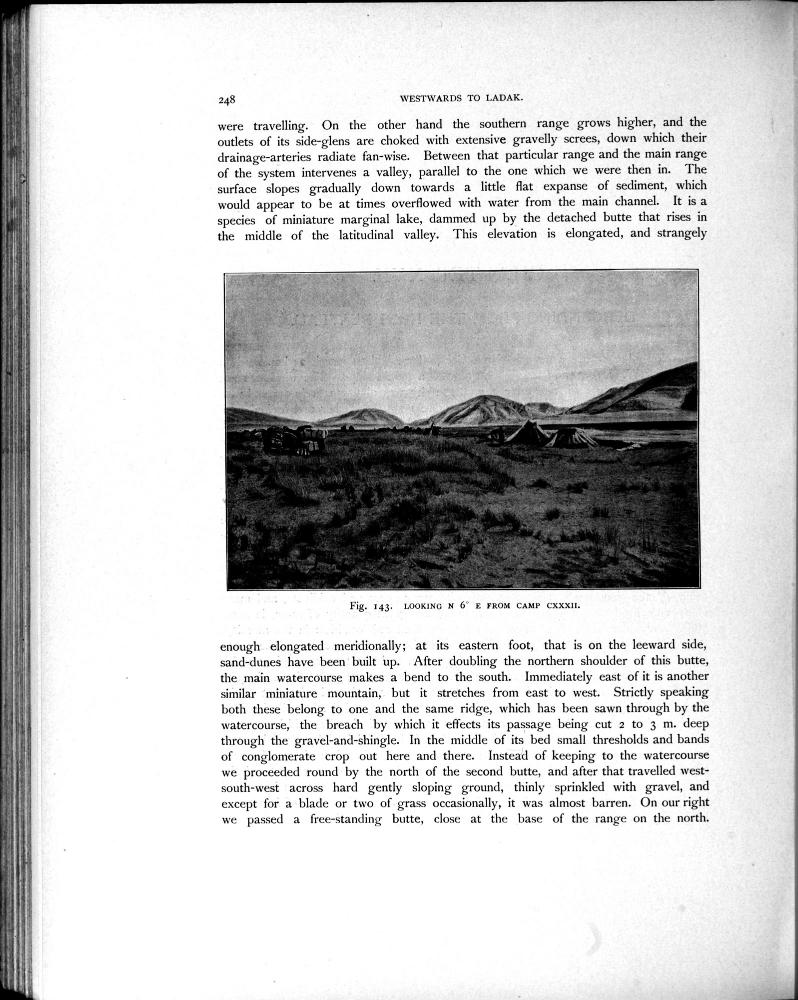 248
WESTWARDS TO LADAK.
were travelling. On the other hand the southern range grows higher, and the
outlets of its side-glens are choked with extensive gravelly screes, down which their
drainage-arteries radiate fan-wise. Between that particular range and the main range
of the system intervenes a valley, parallel to the one which we were then in. The
surface slopes gradually down towards a little flat expanse of sediment, which
would appear to be at times overflowed with water from the main channel. It is a
species of miniature marginal lake, dammed up by the detached butte that rises in
the middle of the latitudinal valley. This elevation is elongated, and strangely
Fig. 143. LOOKING N 6° E FROM CAMP CXXXII.
enough elongated meridionally; at its eastern foot, that is on the leeward side,
sand-dunes have been built up. After doubling the northern shoulder of this butte,
the main watercourse makes a bend to the south. Immediately east of it is another
similar miniature mountain, but it stretches from east to west. Strictly speaking
both these belong to one and the same ridge, which has been sawn through by the
watercourse, the breach by which it effects its passage being cut 2 to 3 m. deep
through the gravel-and-shingle. In the middle of its bed small thresholds and bands
of conglomerate crop out here and there. Instead of keeping to the watercourse
we proceeded round by the north of the second butte, and after that travelled west-
south-west across hard gently sloping ground, thinly sprinkled with gravel, and
except for a blade or two of grass occasionally, it was almost barren. On our right
we passed a free-standing butte, close at the base of the range on the north.